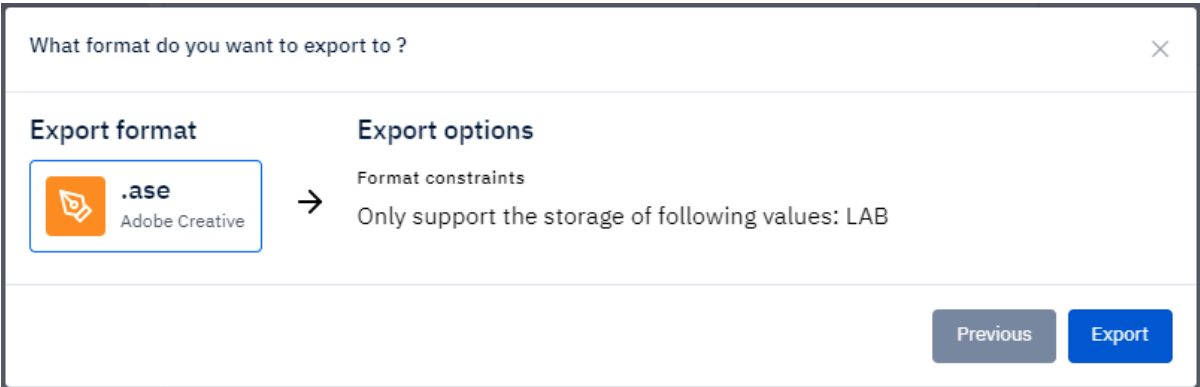 What format do you want to export to ?
Export format
.ase
Adobe Creative
Export options
Format constraints
Only support the storage of following values: LAB
Previous
Export